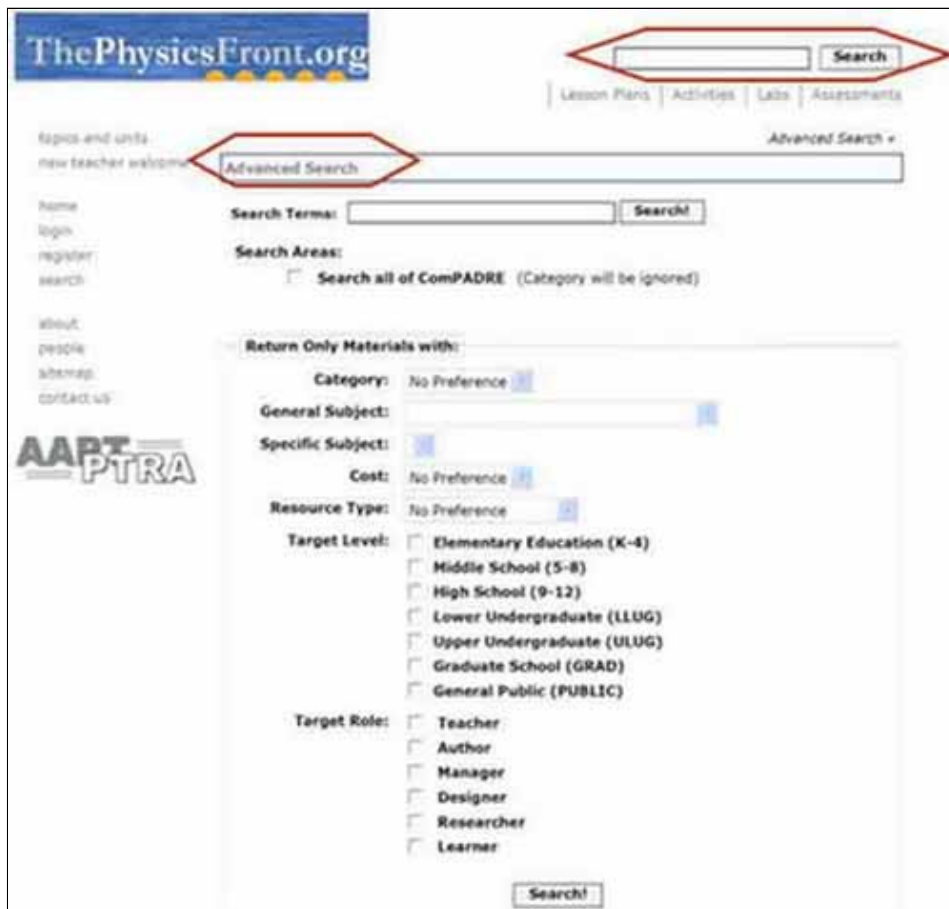 ThePhysicsFront.org
Search
Lesson Plans | Activities | Labs | Assessments
topics and units
new teacher welcome
Advanced Search »
Advanced Search
home
login
register
search
about
people
sitemap
contact us
AAPT
PTRA
Search Terms: Search!
Search Areas:
Search all of ComPADRE (Category will be ignored)
Return Only Materials with:
Category: No Preference
General Subject:
Specific Subject:
Cost: No Preference
Resource Type: No Preference
Target Level: Elementary Education (K-4)
Middle School (5-8)
High School (9-12)
Lower Undergraduate (LLUG)
Upper Undergraduate (ULUG)
Graduate School (GRAD)
General Public (PUBLIC)
Target Role: Teacher
Author
Manager
Designer
Researcher
Learner
Search!